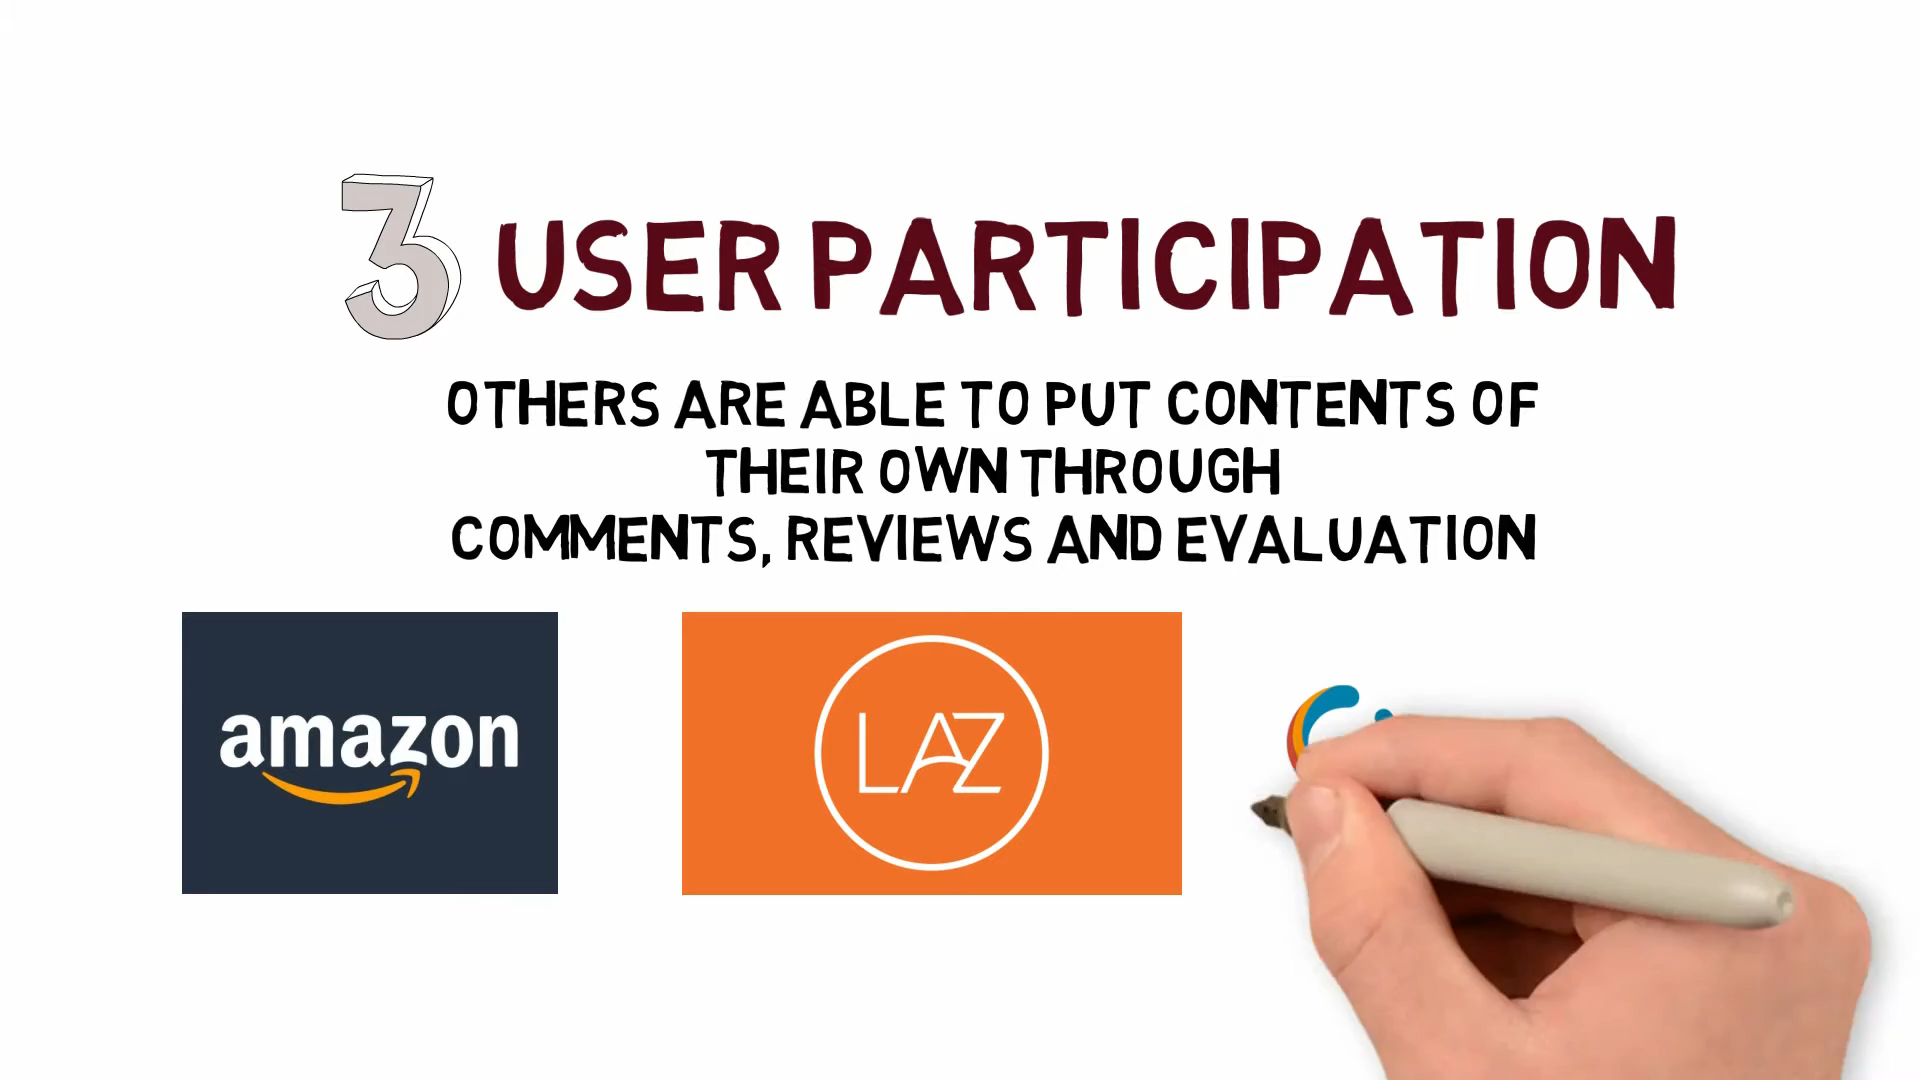 3 USER PARTICIPATION
OTHERS ARE ABLE TO PUT CONTENTS OF
THEIR OWN THROUGH
COMMENTS, REVIEWS AND EVALUATION
amazon
LAZ